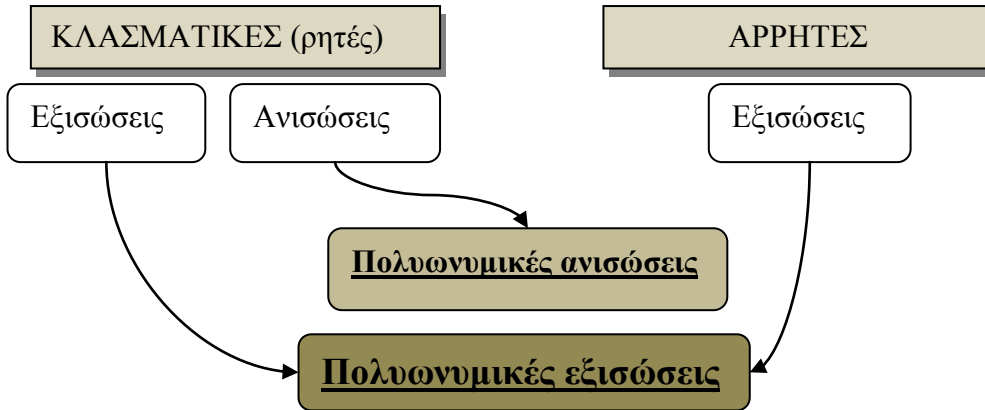 ΚΛΑΣΜΑΤΙΚΕΣ (ρητές)
ΑΡΡΗΤΕΣ
Εξισώσεις
Ανισώσεις
Εξισώσεις
Πολυωνυμικές ανισώσεις
Πολυωνυμικές εξισώσεις